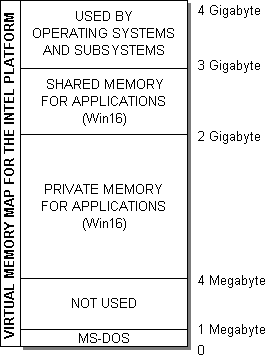 VIRTUAL MEMORY MAP FOR THE INTEL PLATFORM
4 Gigabyte
USED BY
OPERATING SYSTEMS
AND SUBSYSTEMS
3 Gigabyte
SHARED MEMORY
FOR APPLICATIONS
(Win16)
2 Gigabyte
PRIVATE MEMORY
FOR APPLICATIONS
(Win16)
4 Megabyte
NOT USED
1 Megabyte
MS-DOS
0